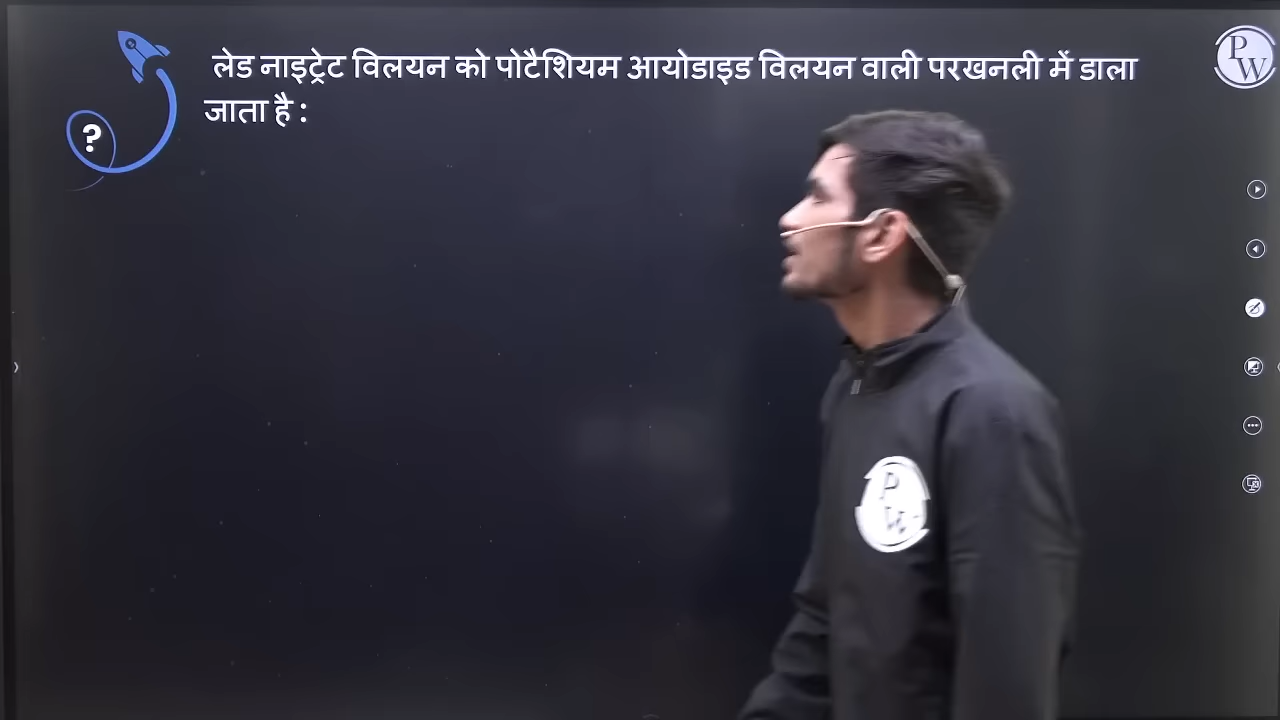 लेड नाइट्रेट विलयन को पोटैशियम आयोडाइड विलयन वाली परखनली में डाला
जाता है :
?
P
W
P
W